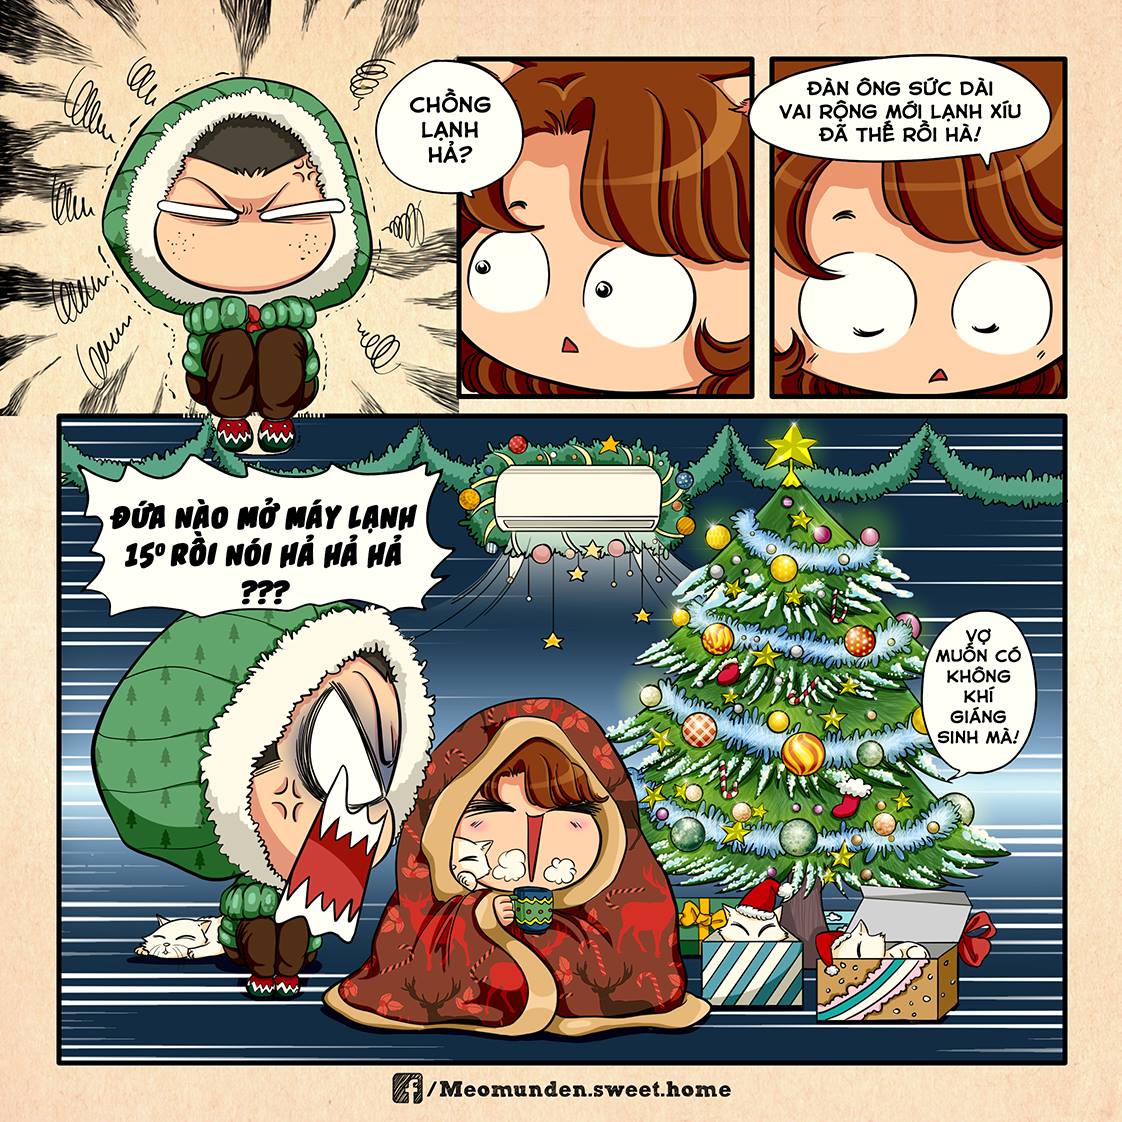 CHỒNG
LẠNH
HẢ?
ĐÀN ÔNG SỨC DÀI
VAI RỘNG MỚI LẠNH XÍU
ĐÃ THẾ RỒI HÀ!
ĐỨA NÀO MỞ MÁY LẠNH
15º RỒI NÓI HẢ HẢ HẢ
???
VỢ
MUỐN CÓ
KHÔNG
KHÍ
GIÁNG
SINH MÀ!
f/Meomunden.sweet.home